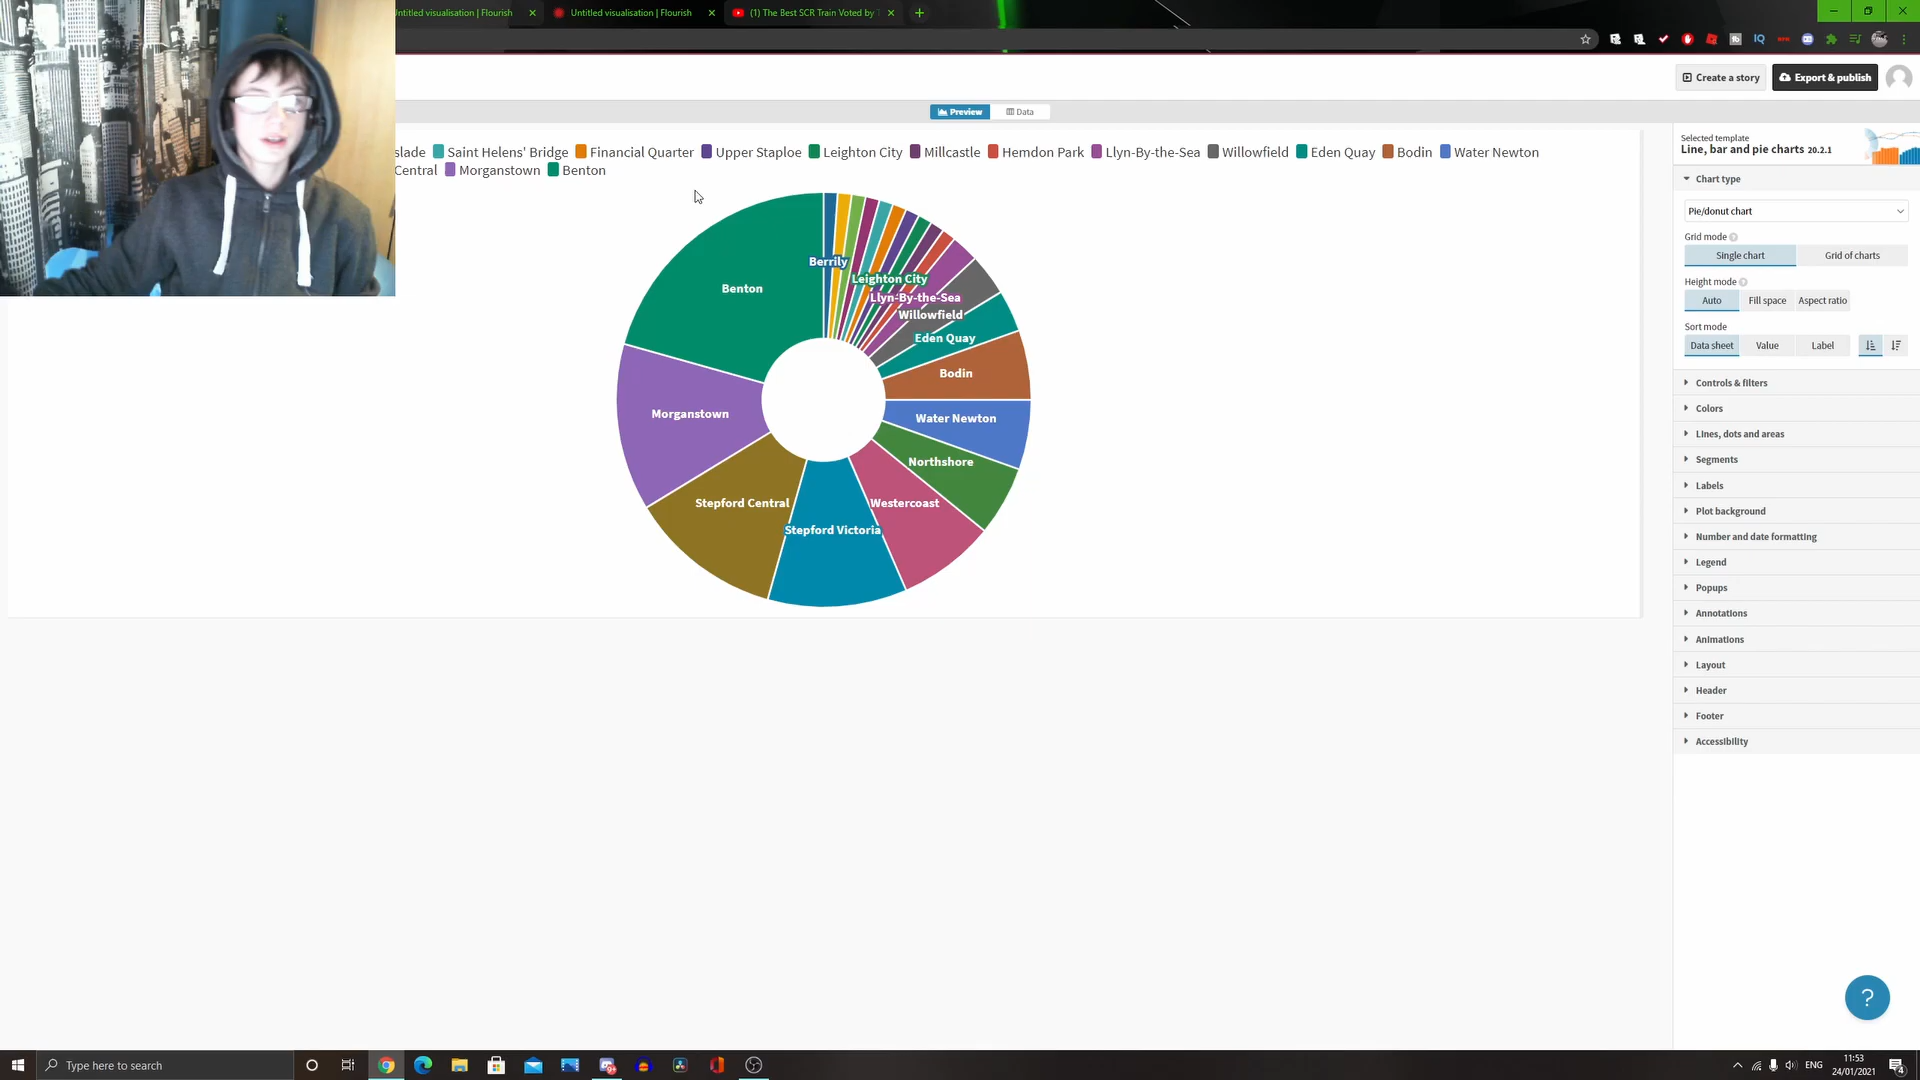 Untitled visualisation | Flourish
Untitled visualisation | Flourish
(1) The Best SCR Train Voted by
IQ
Create a story
Export & publish
Preview
Data
slade Saint Helens' Bridge Financial Quarter Upper Staploe Leighton City Millcastle Hemdon Park Llyn-By-the-Sea Willowfield Eden Quay Bodin Water Newton
Central Morganstown Benton
Berrily
Leighton City
Benton
Llyn-By-the-Sea
Willowfield
Eden Quay
Bodin
Morganstown
Water Newton
Northshore
Stepford Central
Westercoast
Stepford Victoria
Selected template
Line, bar and pie charts 20.2.1
Chart type
Pie/donut chart
Grid mode ?
Single chart
Grid of charts
Height mode ?
Auto
Fill space
Aspect ratio
Sort mode
Data sheet
Value
Label
Controls & filters
Colors
Lines, dots and areas
Segments
Labels
Plot background
Number and date formatting
Legend
Popups
Annotations
Animations
Layout
Header
Footer
Accessibility
?
Type here to search
ENG
11:53
24/01/2021